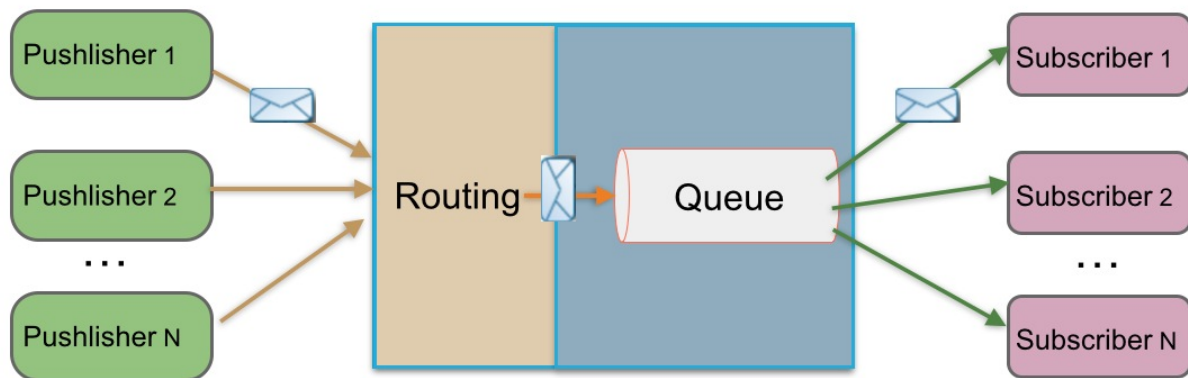 Pushlisher 1
Pushlisher 2
...
Pushlisher N
Routing
Queue
Subscriber 1
Subscriber 2
...
Subscriber N